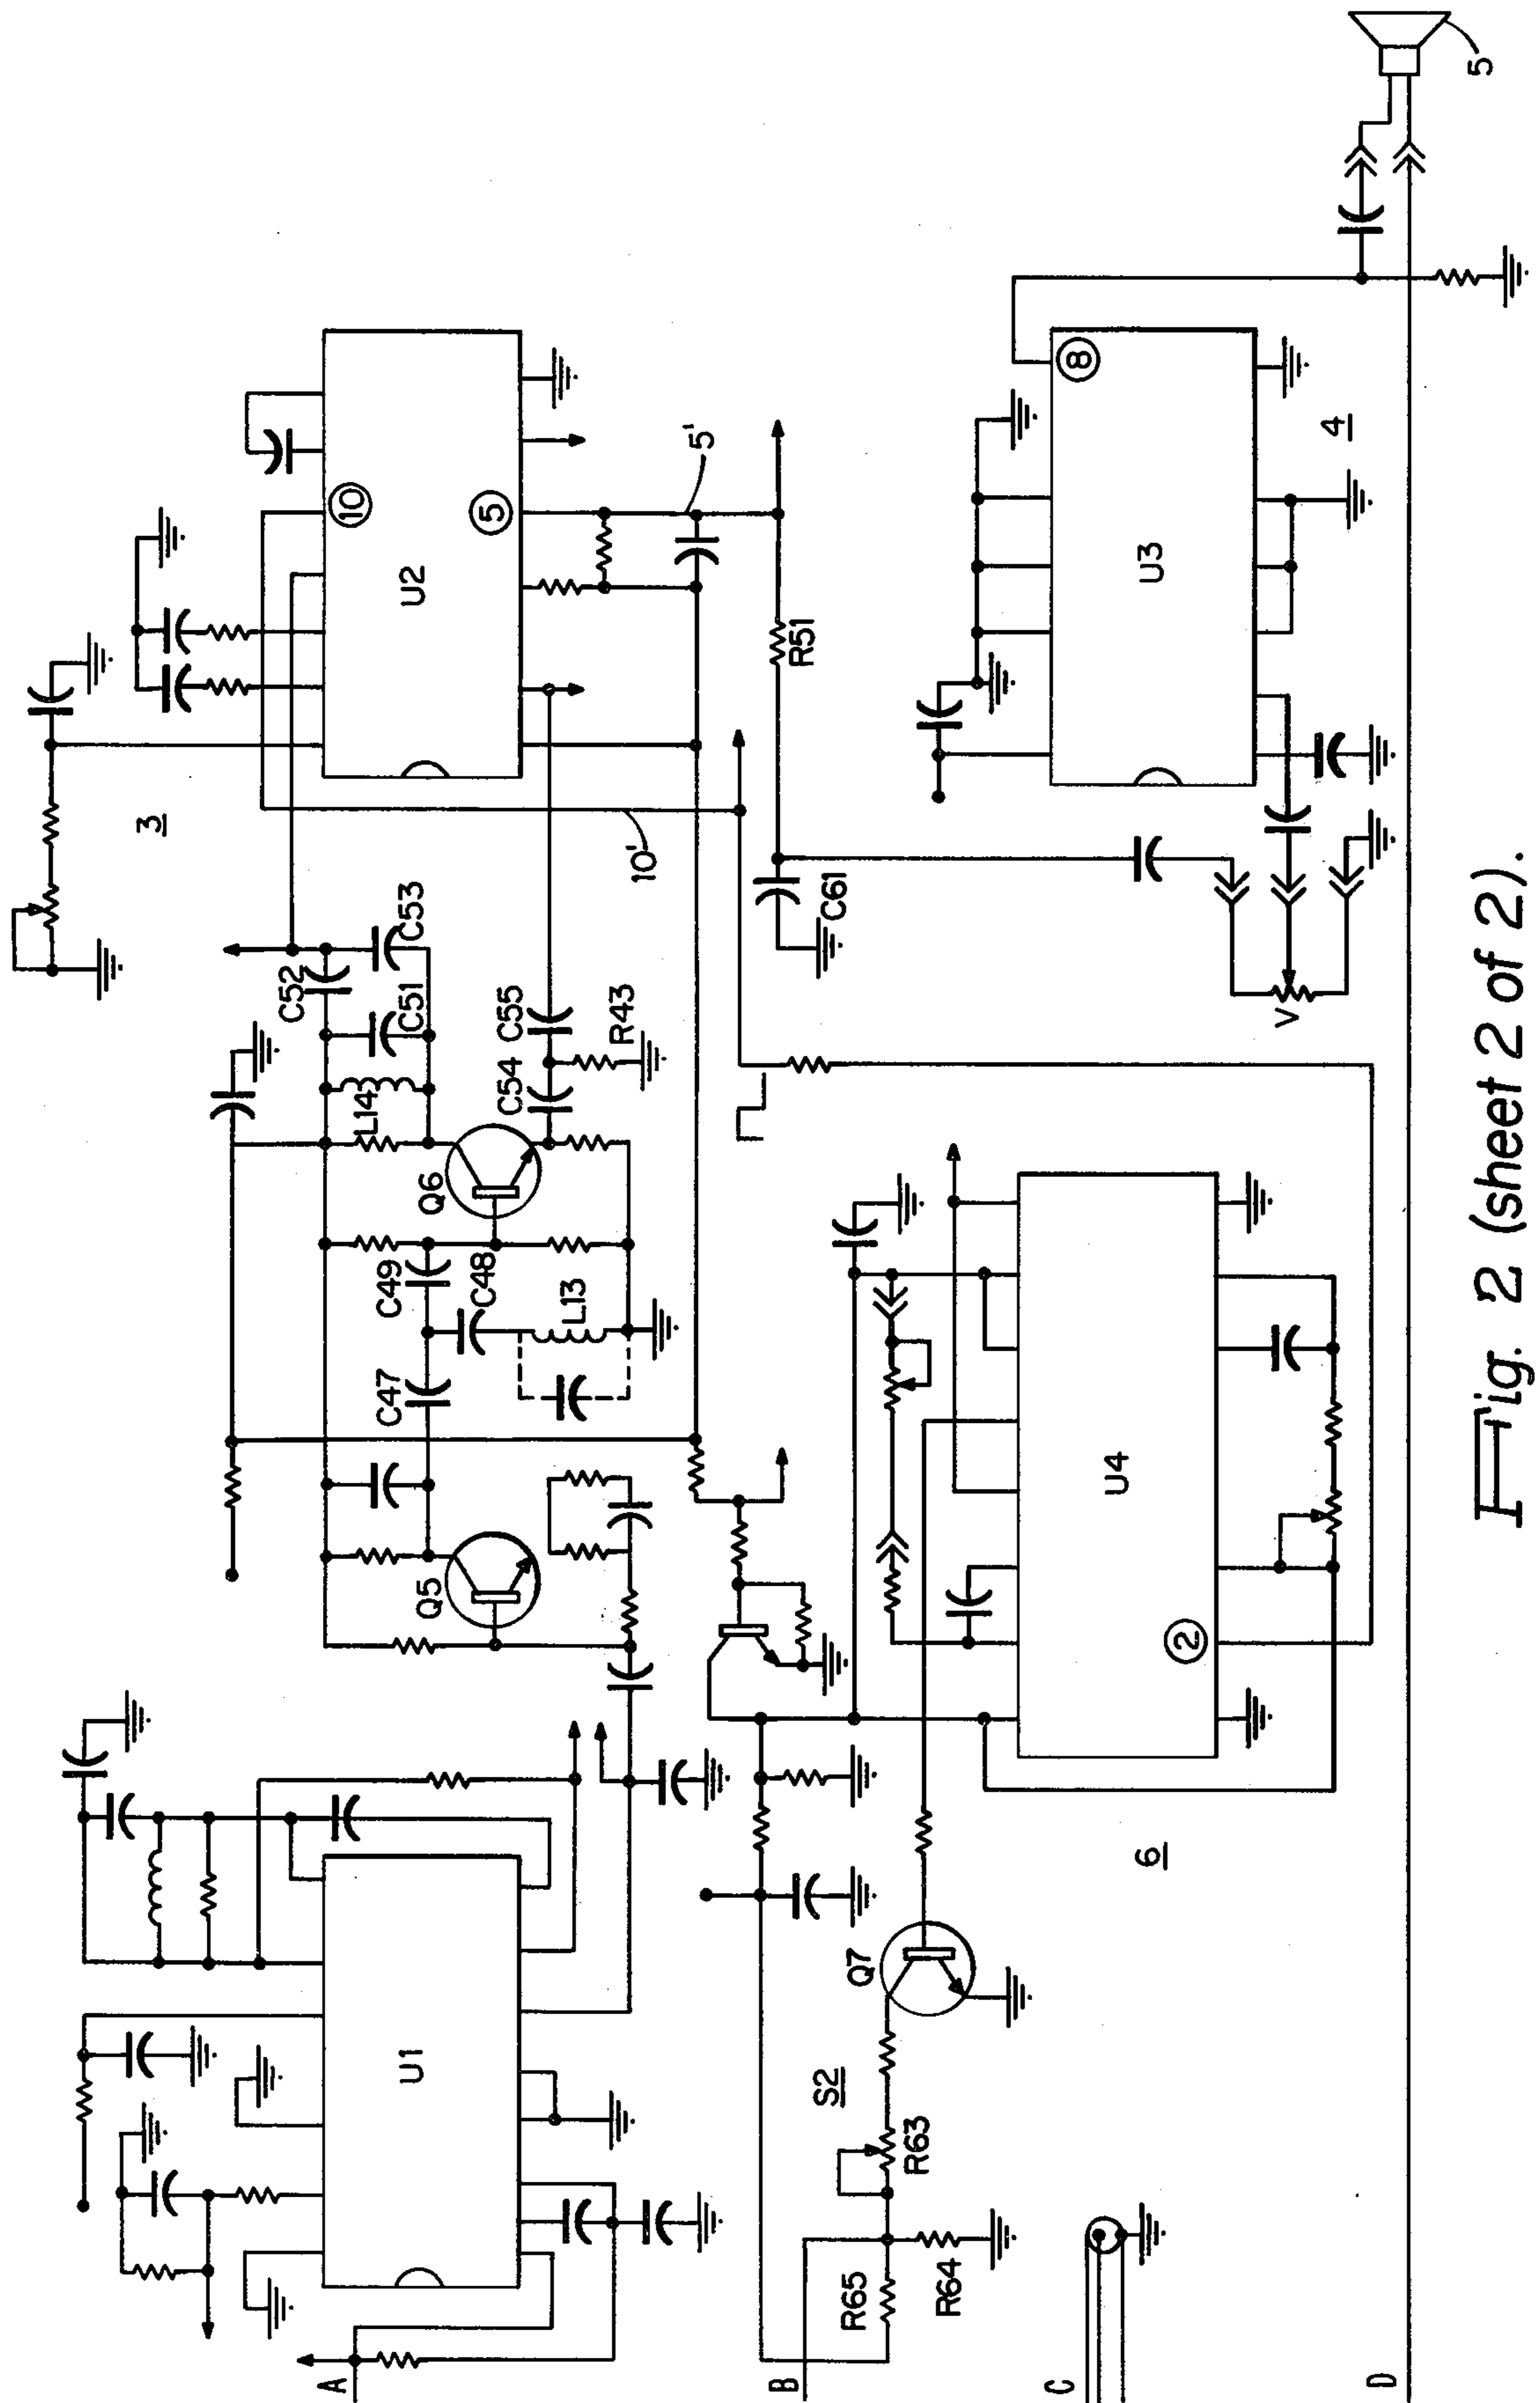 3
U2
10
5
10'
5'
R51
C61
C52
C53
C51
L14
C54
C55
R43
Q6
C49
C48
L13
C47
Q5
U1
A
U3
8
4
5
V
U4
2
6
Q7
S2
R63
R64
R65
B
C
D
Fig. 2 (sheet 2 of 2).